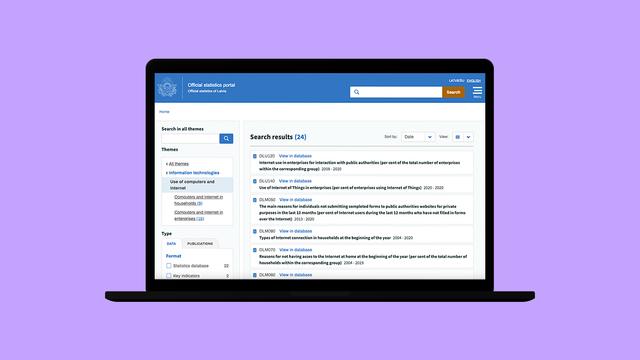 Official statistics portal
Official statistics of Latvia
LATVIEŠU ENGLISH
Search
Menu
Home
Search in all themes
Themes
All themes
Information technologies
Use of computers and
Internet
Computers and Internet in
households (9)
Computers and Internet in
enterprises (15)
Type
DATA PUBLICATIONS
Format
Statistics database 22
Key indicators 2
Search results (24)
Sort by: Date View:
DLU120 View in database
Internet use in enterprises for interaction with public authorities (per cent of the total number of enterprises
within the corresponding group) 2009 - 2020
DLU140 View in database
Use of Internet of Things in enterprises (per cent of enterprises using Internet of Things) 2020 - 2020
DLM090 View in database
The main reasons for individuals not submitting completed forms to public authorities websites for private
purposes in the last 12 months (per cent of Internet users during the last 12 months who have not filled in forms
over the Internet) 2013 - 2020
DLM080 View in database
Types of Internet connection in households at the beginning of the year 2004 - 2020
DLM070 View in database
Reasons for not having acces to the Internet at home at the beginning of the year (per cent of the total number of
households within the corresponding group) 2004 - 2019
DLM060 View in database